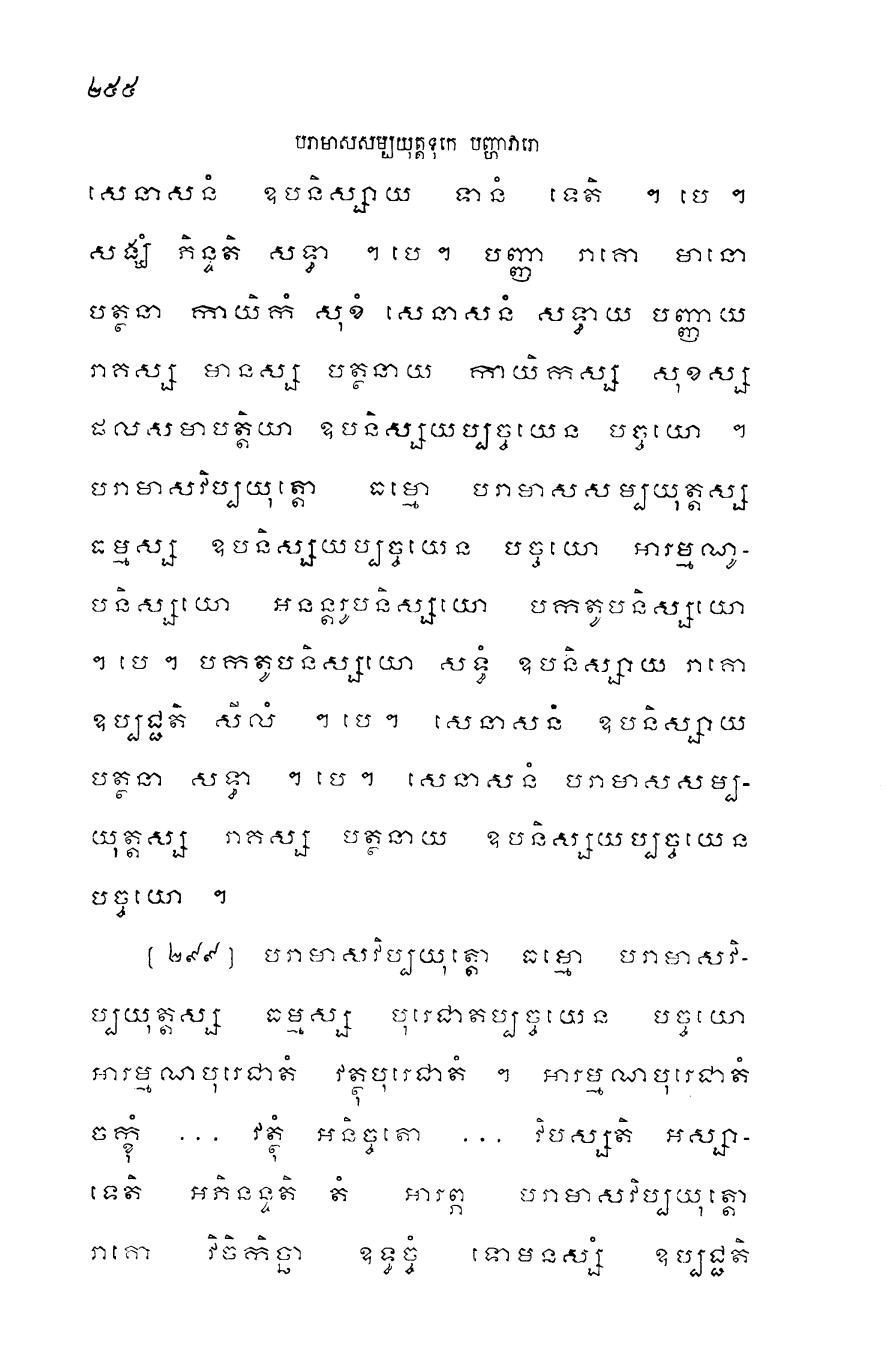 ២៥៥
បរាមាសសម្បយុត្តទុកេ បញ្ហាវារោ
សេនាសនំ ឧបនិស្សាយ ទានំ ទេតិ ។ បេ ។
សង្ឃំ ភិន្ទតិ សទ្ធា ។ បេ ។ បញ្ញា រាគោ មានោ
បត្ថនា កាយិកំ សុខំ សេនាសនំ សទ្ធាយ បញ្ញាយ
រាគស្ស មានស្ស បត្ថនាយ កាយិកស្ស សុខស្ស
ផលសមាបត្តិយា ឧបនិស្សយប្បច្ចយេន បច្ចយោ ។
បរាមាសវិប្បយុត្តោ ធម្មោ បរាមាសសម្បយុត្តស្ស
ធម្មស្ស ឧបនិស្សយប្បច្ចយេន បច្ចយោ អារម្មណូ-
បនិស្សយោ អនន្តរូបនិស្សយោ បកតូបនិស្សយោ
។ បេ ។ បកតូបនិស្សយោ សទ្ធំ ឧបនិស្សាយ រាគោ
ឧប្បជ្ជតិ សីលំ ។ បេ ។ សេនាសនំ ឧបនិស្សាយ
បត្ថនា សទ្ធា ។ បេ ។ សេនាសនំ បរាមាសសម្ប-
យុត្តស្ស រាគស្ស បត្ថនាយ ឧបនិស្សយប្បច្ចយេន
បច្ចយោ ។
[ ២៩៩ ] បរាមាសវិប្បយុត្តោ ធម្មោ បរាមាសវិ-
ប្បយុត្តស្ស ធម្មស្ស បុរេជាតប្បច្ចយេន បច្ចយោ
អារម្មណបុរេជាតំ វត្ថុបុរេជាតំ ។ អារម្មណបុរេជាតំ
ចក្ខុំ ... វត្ថុំ អនិច្ចតោ ... វិបស្សតិ អស្សា-
ទេតិ អភិនន្ទតិ តំ អារព្ភ បរាមាសវិប្បយុត្តោ
រាគោ វិចិកិច្ឆា ឧទ្ធច្ចំ ទោមនស្សំ ឧប្បជ្ជតិ